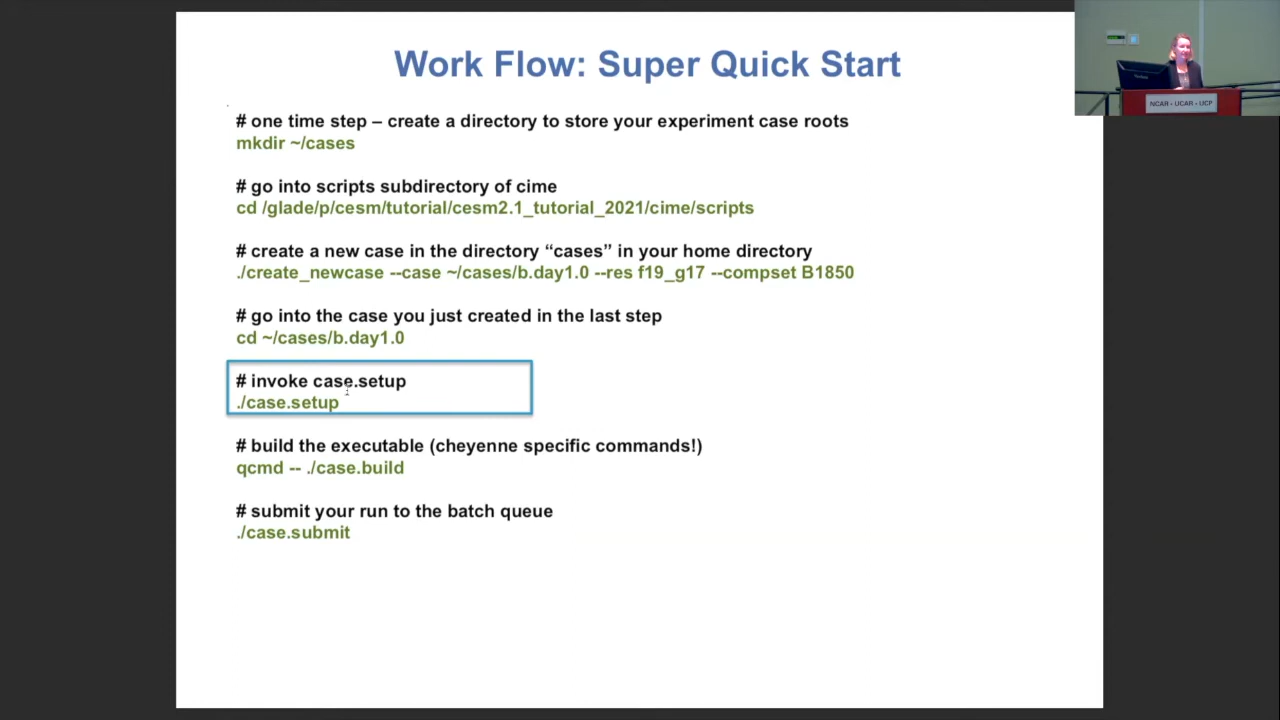 Work Flow: Super Quick Start
# one time step – create a directory to store your experiment case roots
mkdir ~/cases
# go into scripts subdirectory of cime
cd /glade/p/cesm/tutorial/cesm2.1_tutorial_2021/cime/scripts
# create a new case in the directory “cases” in your home directory
./create_newcase --case ~/cases/b.day1.0 --res f19_g17 --compset B1850
# go into the case you just created in the last step
cd ~/cases/b.day1.0
# invoke case.setup
./case.setup
# build the executable (cheyenne specific commands!)
qcmd -- ./case.build
# submit your run to the batch queue
./case.submit
NCAR • UCAR • UCP